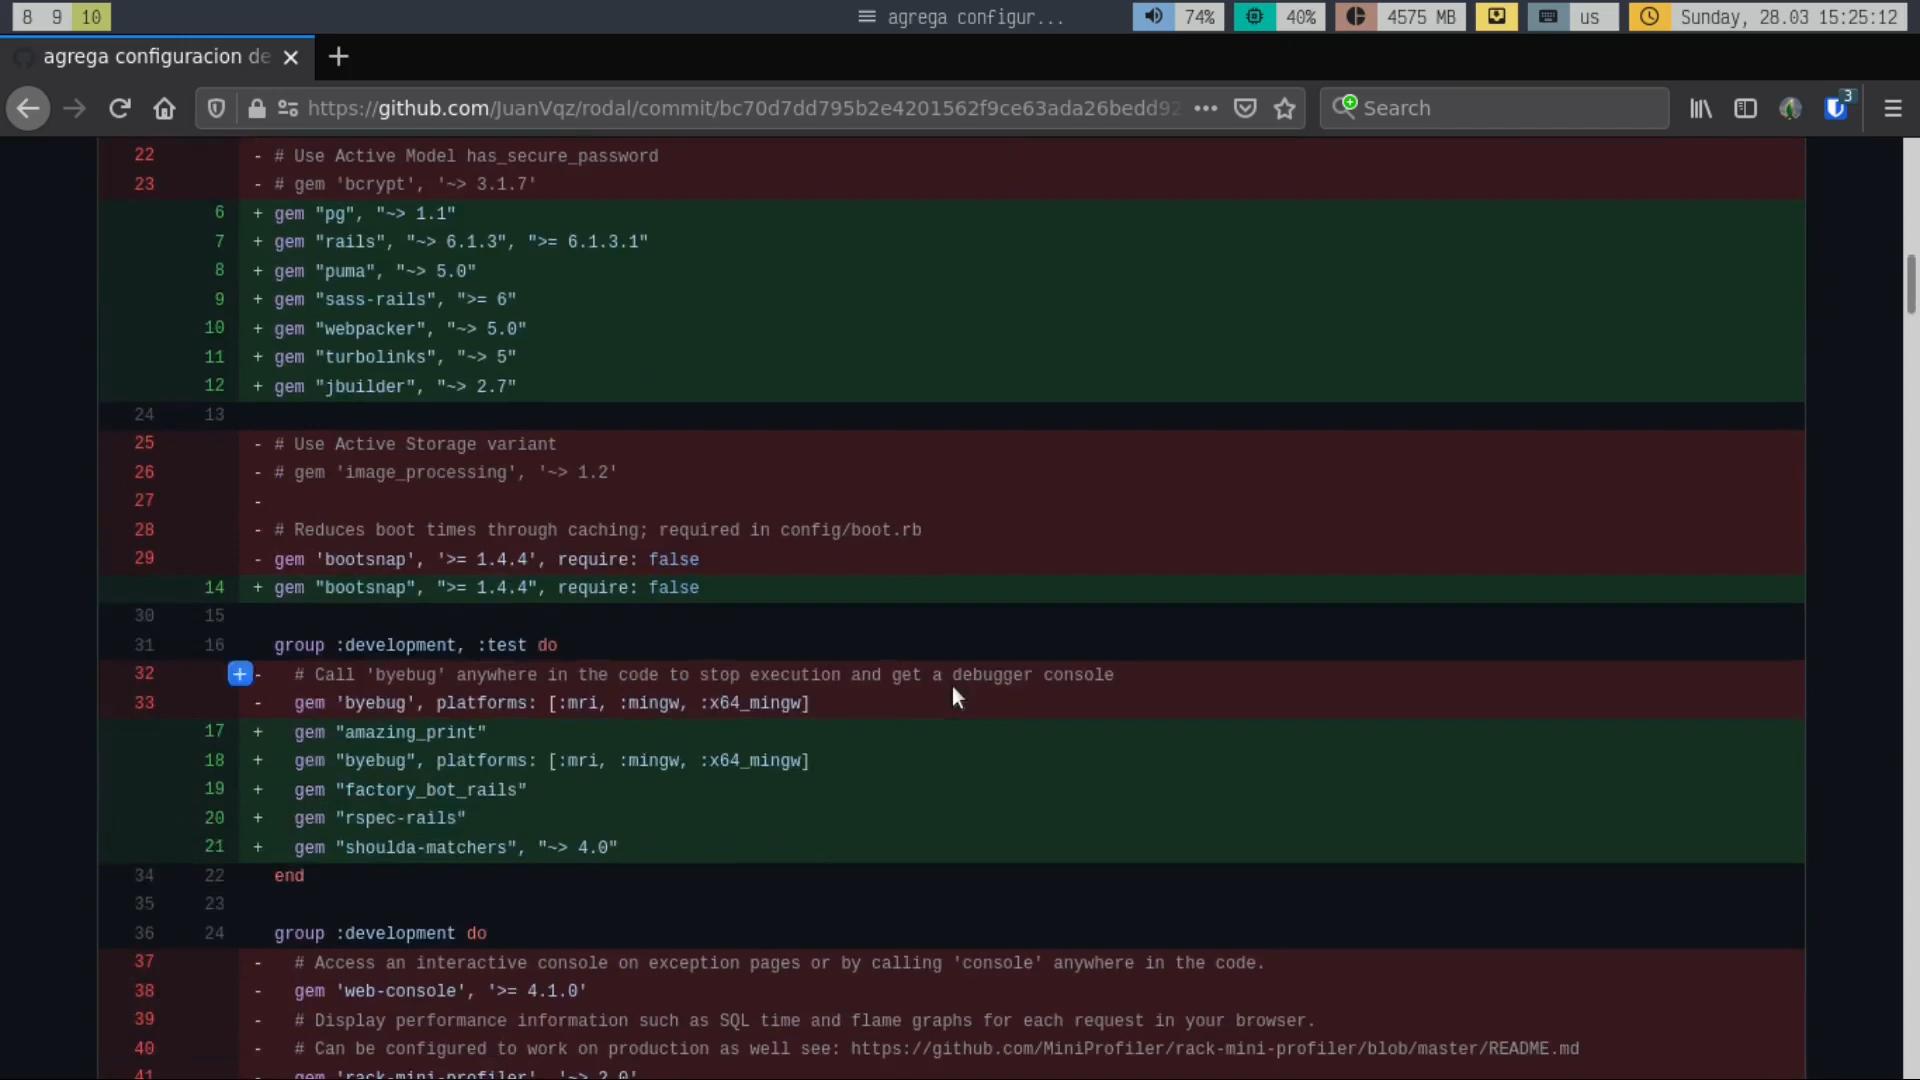 8 9 10 agrega configur... 74% 40% 4575 MB us Sunday, 28.03 15:25:12
agrega configuracion de
https://github.com/JuanVqz/rodal/commit/bc70d7dd795b2e4201562f9ce63ada26bedd92 Search 3
22 - # Use Active Model has_secure_password
23 - # gem 'bcrypt', '~> 3.1.7'
6 + gem "pg", "~> 1.1"
7 + gem "rails", "~> 6.1.3", ">= 6.1.3.1"
8 + gem "puma", "~> 5.0"
9 + gem "sass-rails", ">= 6"
10 + gem "webpacker", "~> 5.0"
11 + gem "turbolinks", "~> 5"
12 + gem "jbuilder", "~> 2.7"
24 13
25 - # Use Active Storage variant
26 - # gem 'image_processing', '~> 1.2'
27 -
28 - # Reduces boot times through caching; required in config/boot.rb
29 - gem 'bootsnap', '>= 1.4.4', require: false
14 + gem "bootsnap", ">= 1.4.4", require: false
30 15
31 16 group :development, :test do
32 - # Call 'byebug' anywhere in the code to stop execution and get a debugger console
33 - gem 'byebug', platforms: [:mri, :mingw, :x64_mingw]
17 + gem "amazing_print"
18 + gem "byebug", platforms: [:mri, :mingw, :x64_mingw]
19 + gem "factory_bot_rails"
20 + gem "rspec-rails"
21 + gem "shoulda-matchers", "~> 4.0"
34 22 end
35 23
36 24 group :development do
37 - # Access an interactive console on exception pages or by calling 'console' anywhere in the code.
38 - gem 'web-console', '>= 4.1.0'
39 - # Display performance information such as SQL time and flame graphs for each request in your browser.
40 - # Can be configured to work on production as well see: https://github.com/MiniProfiler/rack-mini-profiler/blob/master/README.md
41 - gem 'rack-mini-profiler', '~> 2.0'